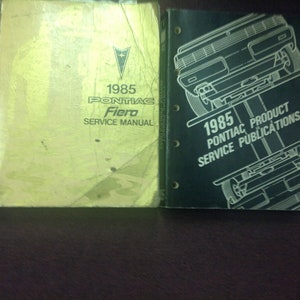 1985
PONTIAC
Fiero
SERVICE MANUAL
1985
PONTIAC PRODUCT
SERVICE PUBLICATIONS